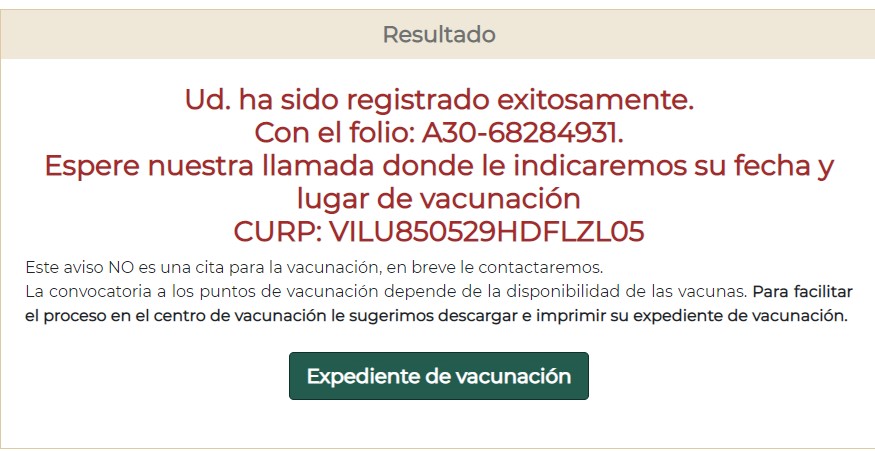 Resultado
Ud. ha sido registrado exitosamente.
Con el folio: A30-68284931.
Espere nuestra llamada donde le indicaremos su fecha y
lugar de vacunación
CURP: VILU850529HDFLZL05
Este aviso NO es una cita para la vacunación, en breve le contactaremos.
La convocatoria a los puntos de vacunación depende de la disponibilidad de las vacunas. Para facilitar
el proceso en el centro de vacunación le sugerimos descargar e imprimir su expediente de vacunación.
Expediente de vacunación